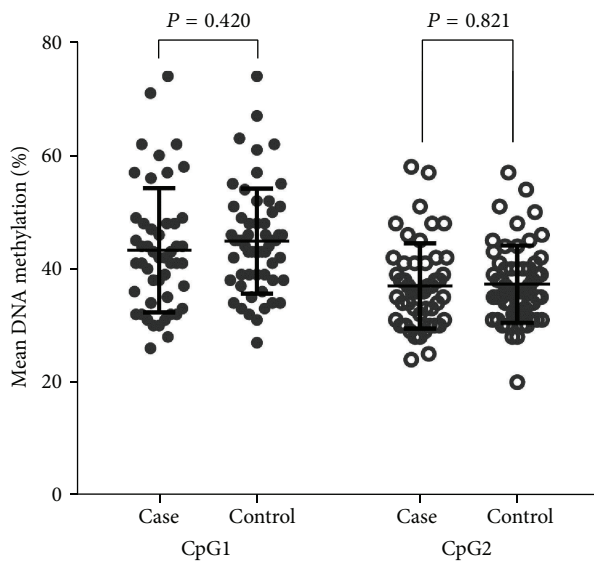 P = 0.420
P = 0.821
Mean DNA methylation (%)
80
60
40
20
0
Case
Control
Case
Control
CpG1
CpG2